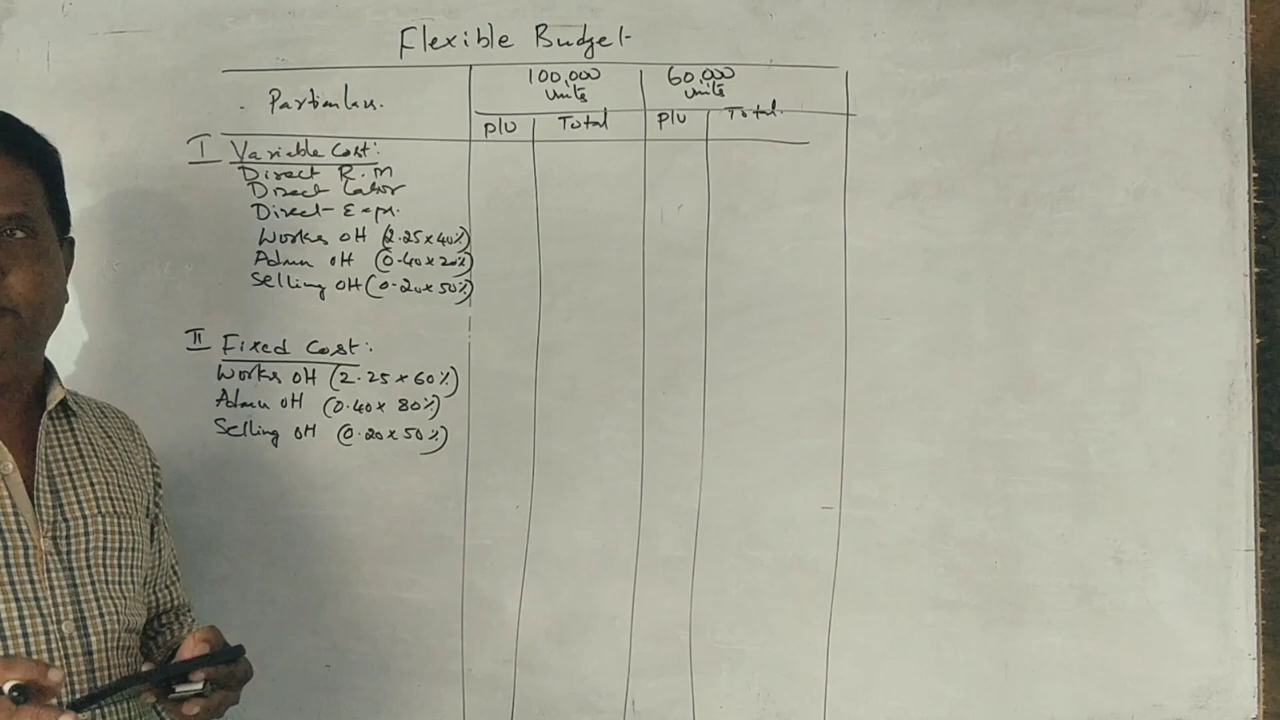 Flexible Budget
Particulars.
100,000 units
60,000 units
P/U
Total
P/U
Total.
I Variable Cost:
Direct R.M
Direct Labor
Direct Exps.
Works OH (2.25 x 40%)
Admn OH (0.40 x 20%)
Selling OH (0.20 x 50%)
II Fixed Cost:
Works OH (2.25 x 60%)
Admn OH (0.40 x 80%)
Selling OH (0.20 x 50%)